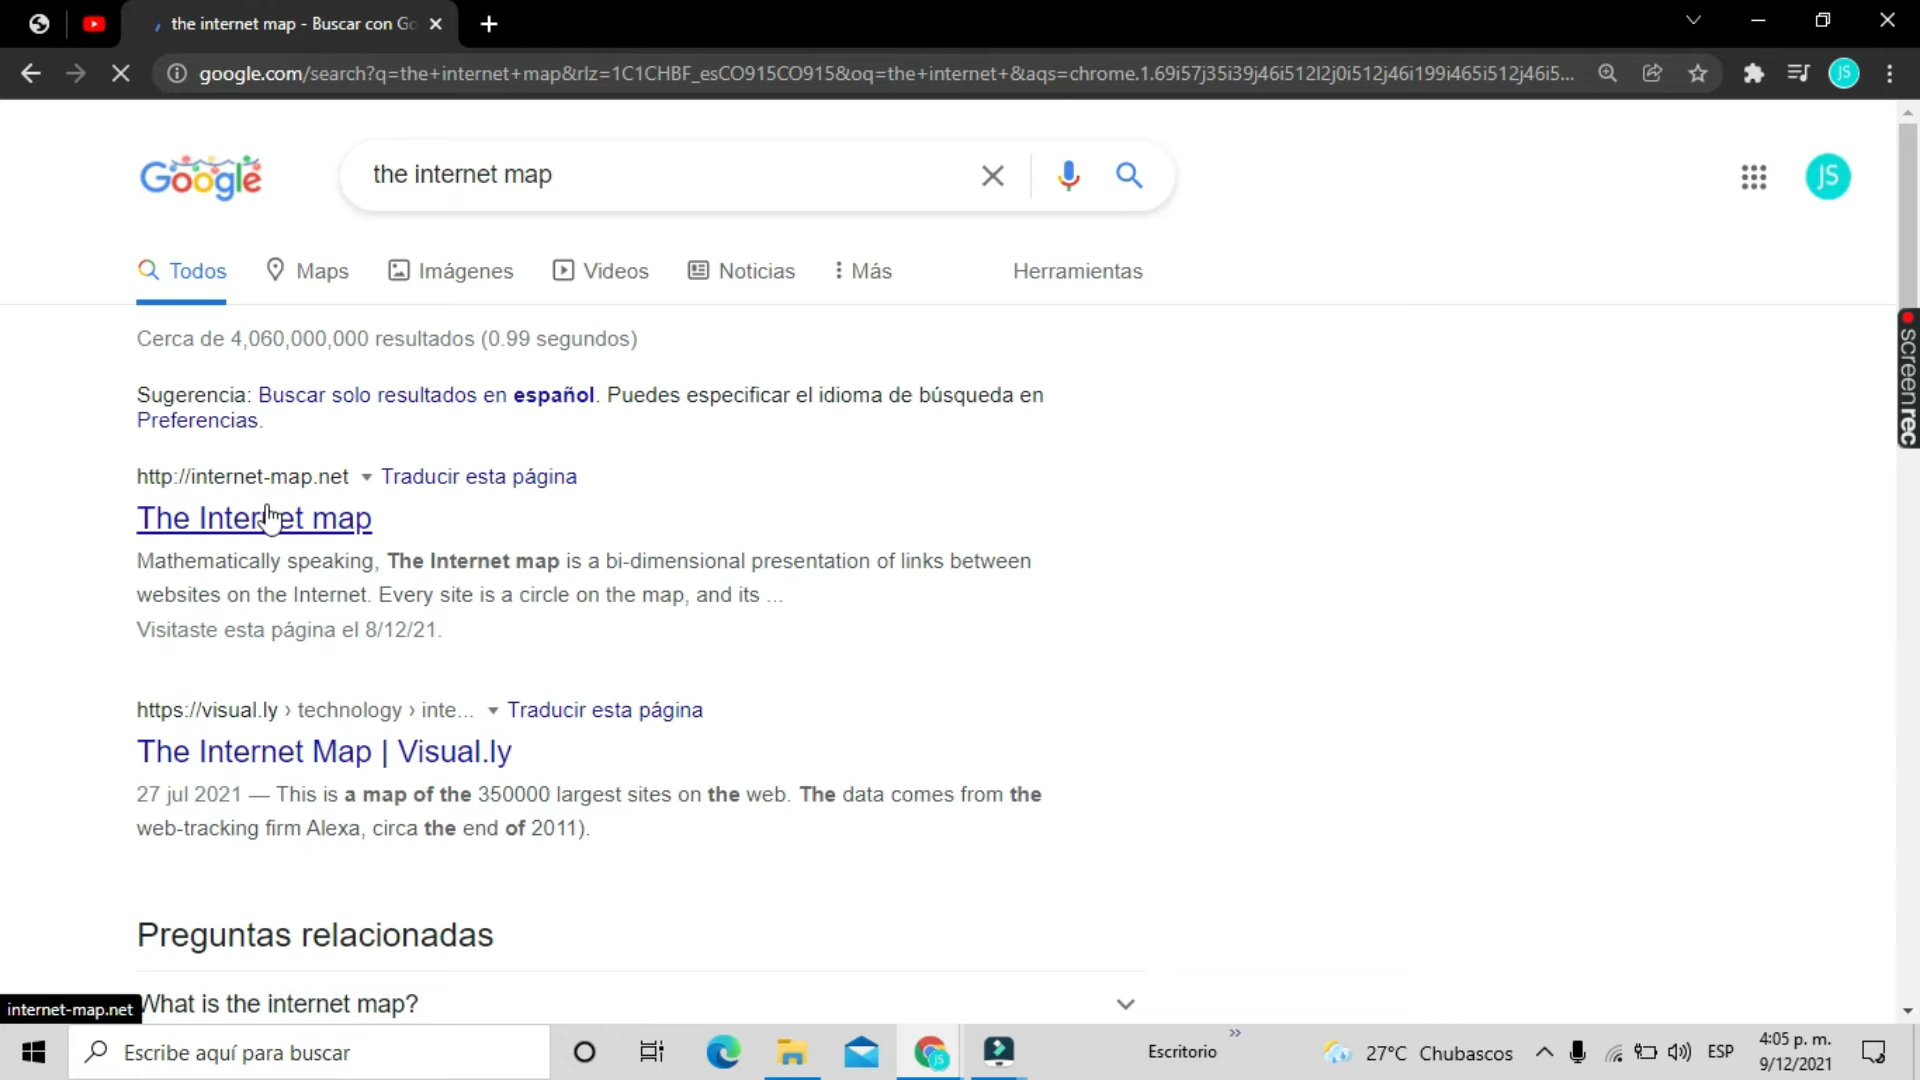 the internet map - Buscar con Go
google.com/search?q=the+internet+map&rlz=1C1CHBF_esCO915CO915&oq=the+internet+&aqs=chrome.1.69i57j35i39j46i512l2j0i512j46i199i465i512j46i5...
JS
Google
the internet map
JS
Todos
Maps
Imágenes
Videos
Noticias
Más
Herramientas
Cerca de 4,060,000,000 resultados (0.99 segundos)
Sugerencia: Buscar solo resultados en español. Puedes especificar el idioma de búsqueda en
Preferencias.
screenrec
http://internet-map.net Traducir esta página
The Internet map
Mathematically speaking, The Internet map is a bi-dimensional presentation of links between
websites on the Internet. Every site is a circle on the map, and its ...
Visitaste esta página el 8/12/21.
https://visual.ly › technology › inte... Traducir esta página
The Internet Map | Visual.ly
27 jul 2021 — This is a map of the 350000 largest sites on the web. The data comes from the
web-tracking firm Alexa, circa the end of 2011).
Preguntas relacionadas
What is the internet map?
internet-map.net
Escribe aquí para buscar
JS
Escritorio
»
27°C Chubascos
ESP
4:05 p. m.
9/12/2021